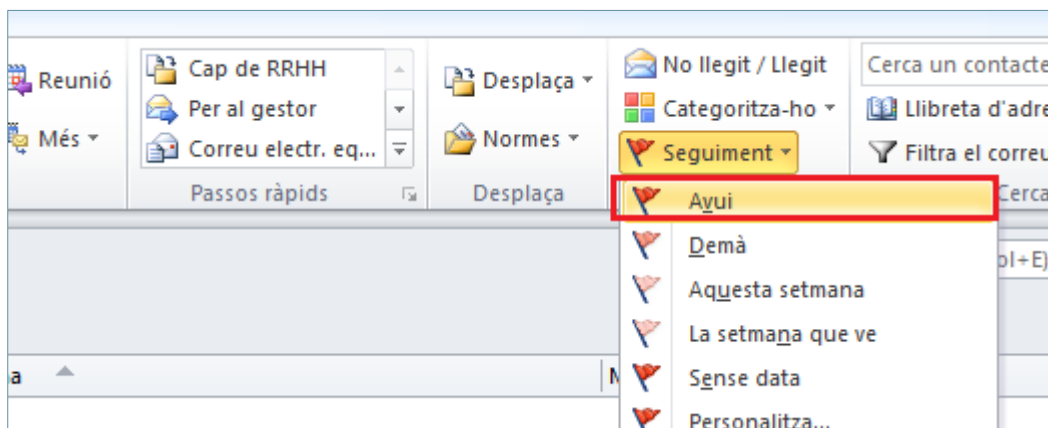 Reunió
Més
Cap de RRHH
Per al gestor
Correu electr. eq...
Passos ràpids
Desplaça
Normes
Desplaça
No llegit / Llegit
Categoritza-ho
Seguiment
Cerca un contacte
Llibreta d'adre
Filtra el correu
Cerca
Avui
Demà
Aquesta setmana
La setmana que ve
Sense data
Personalitza...
ol+E)